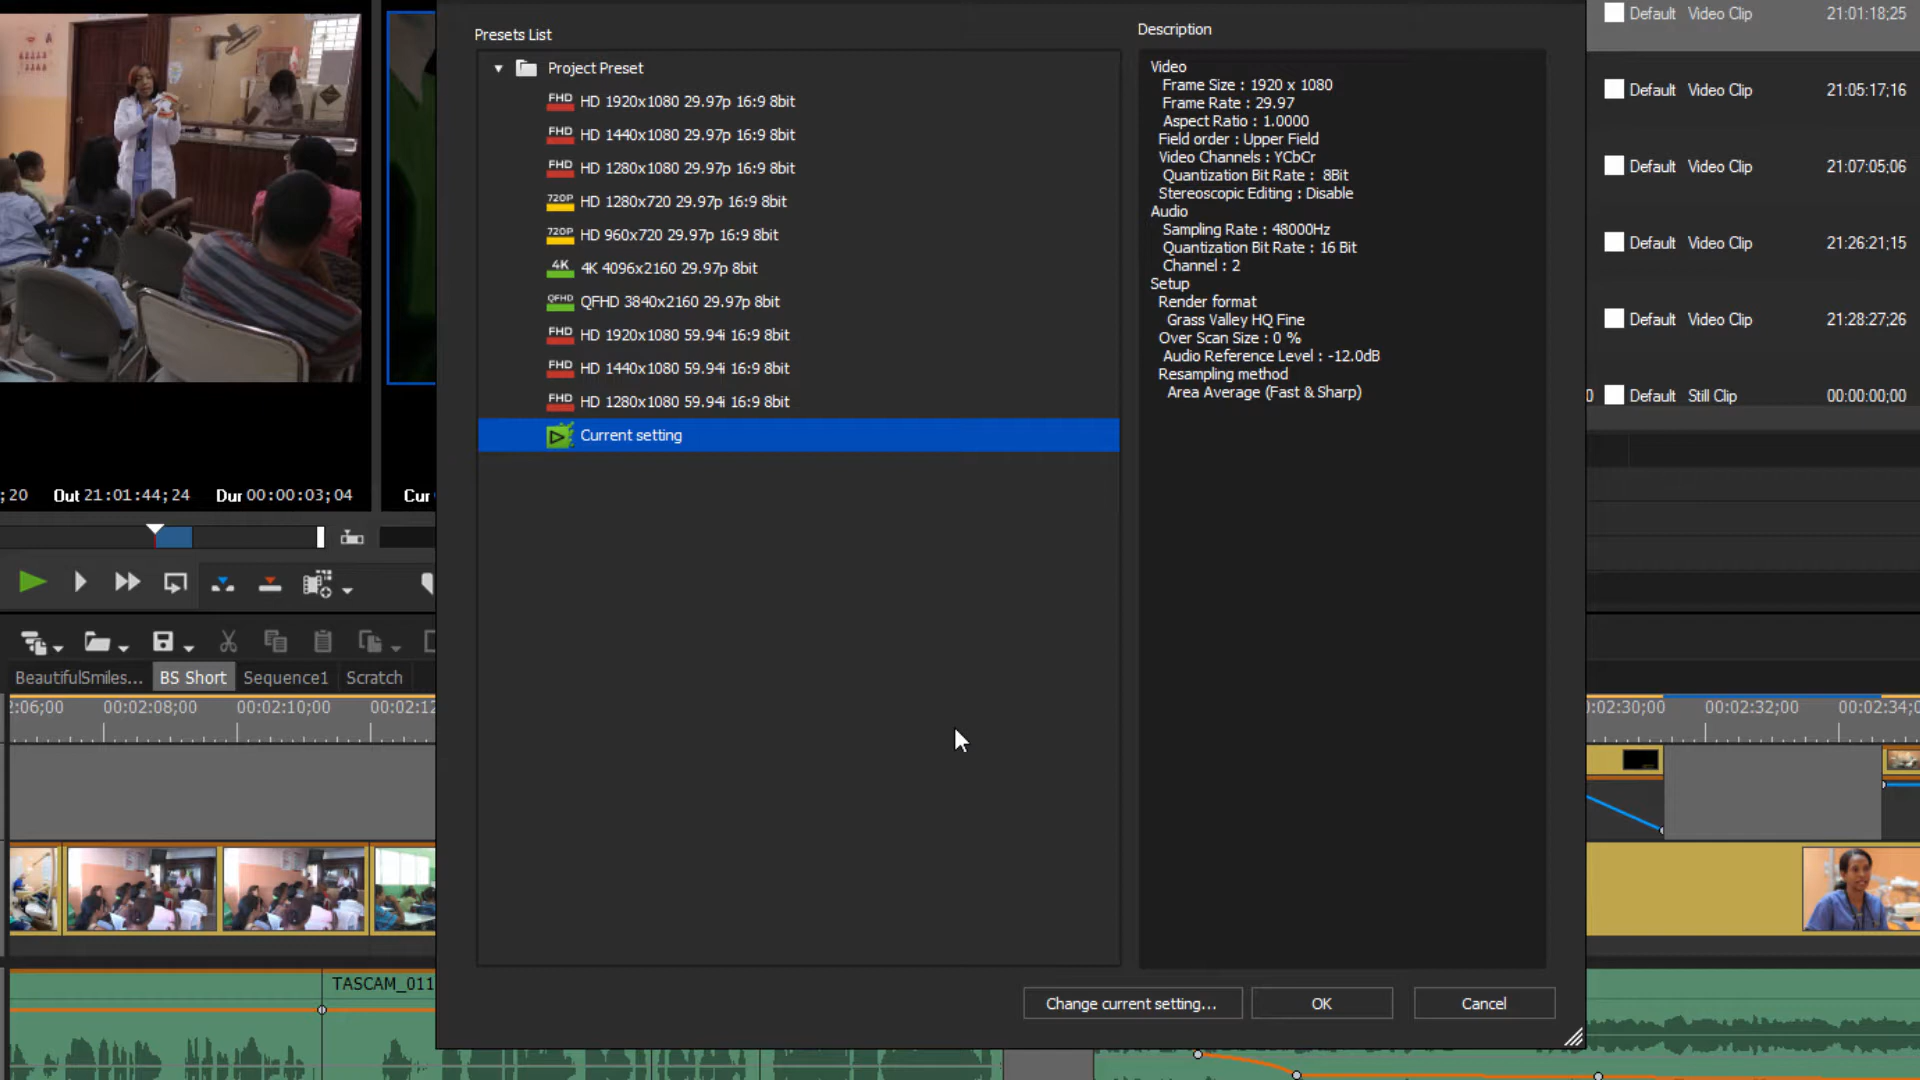 Presets List
Project Preset
FHD HD 1920x1080 29.97p 16:9 8bit
FHD HD 1440x1080 29.97p 16:9 8bit
FHD HD 1280x1080 29.97p 16:9 8bit
720P HD 1280x720 29.97p 16:9 8bit
720P HD 960x720 29.97p 16:9 8bit
4K 4K 4096x2160 29.97p 8bit
QFHD QFHD 3840x2160 29.97p 8bit
FHD HD 1920x1080 59.94i 16:9 8bit
FHD HD 1440x1080 59.94i 16:9 8bit
FHD HD 1280x1080 59.94i 16:9 8bit
Current setting
Description
Video
Frame Size : 1920 x 1080
Frame Rate : 29.97
Aspect Ratio : 1.0000
Field order : Upper Field
Video Channels : YCbCr
Quantization Bit Rate : 8Bit
Stereoscopic Editing : Disable
Audio
Sampling Rate : 48000Hz
Quantization Bit Rate : 16 Bit
Channel : 2
Setup
Render format
Grass Valley HQ Fine
Over Scan Size : 0 %
Audio Reference Level : -12.0dB
Resampling method
Area Average (Fast & Sharp)
Default Video Clip 21:01:18;25
Default Video Clip 21:05:17;16
Default Video Clip 21:07:05;06
Default Video Clip 21:26:21;15
Default Video Clip 21:28:27;26
0 Default Still Clip 00:00:00;00
;20 Out 21:01:44;24 Dur 00:00:03;04 Cur
BeautifulSmiles... BS Short Sequence1 Scratch
2:06;00 00:02:08;00 00:02:10;00 00:02:12
):02:30;00 00:02:32;00 00:02:34;0
TASCAM_011
Change current setting... OK Cancel